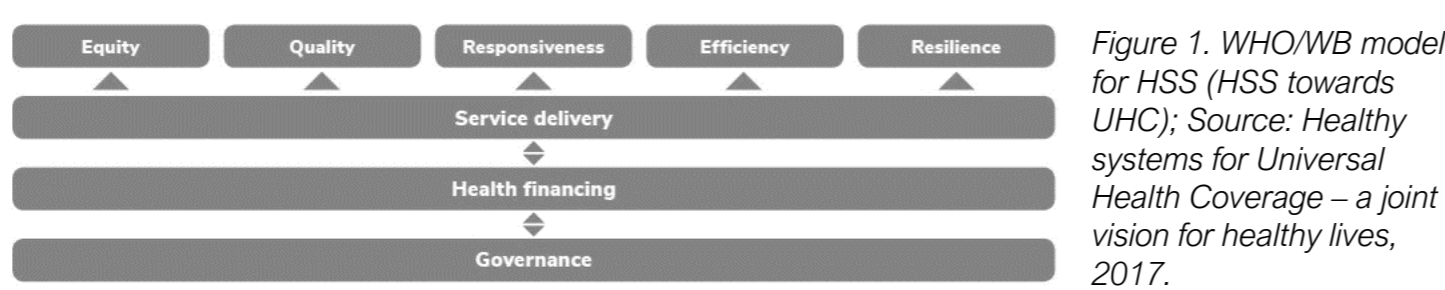 Equity
Quality
Responsiveness
Efficiency
Resilience
Service delivery
Health financing
Governance
Figure 1. WHO/WB model
for HSS (HSS towards
UHC); Source: Healthy
systems for Universal
Health Coverage – a joint
vision for healthy lives,
2017.